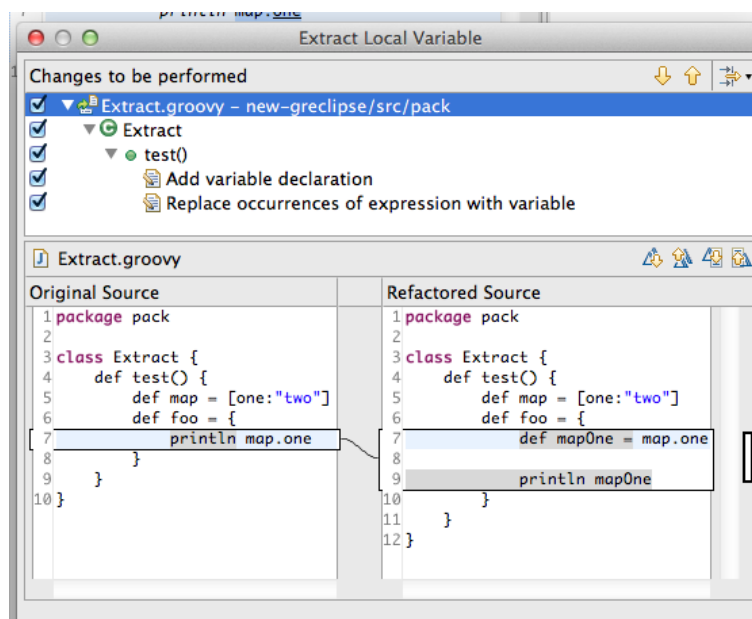 println map.one
Extract Local Variable
1
Changes to be performed
Extract.groovy – new-greclipse/src/pack
Extract
test()
Add variable declaration
Replace occurrences of expression with variable
Extract.groovy
Original Source
1 package pack
2
3 class Extract {
4 def test() {
5 def map = [one:"two"]
6 def foo = {
7 println map.one
8 }
9 }
10 }
Refactored Source
1 package pack
2
3 class Extract {
4 def test() {
5 def map = [one:"two"]
6 def foo = {
7 def mapOne = map.one
8
9 println mapOne
10 }
11 }
12 }